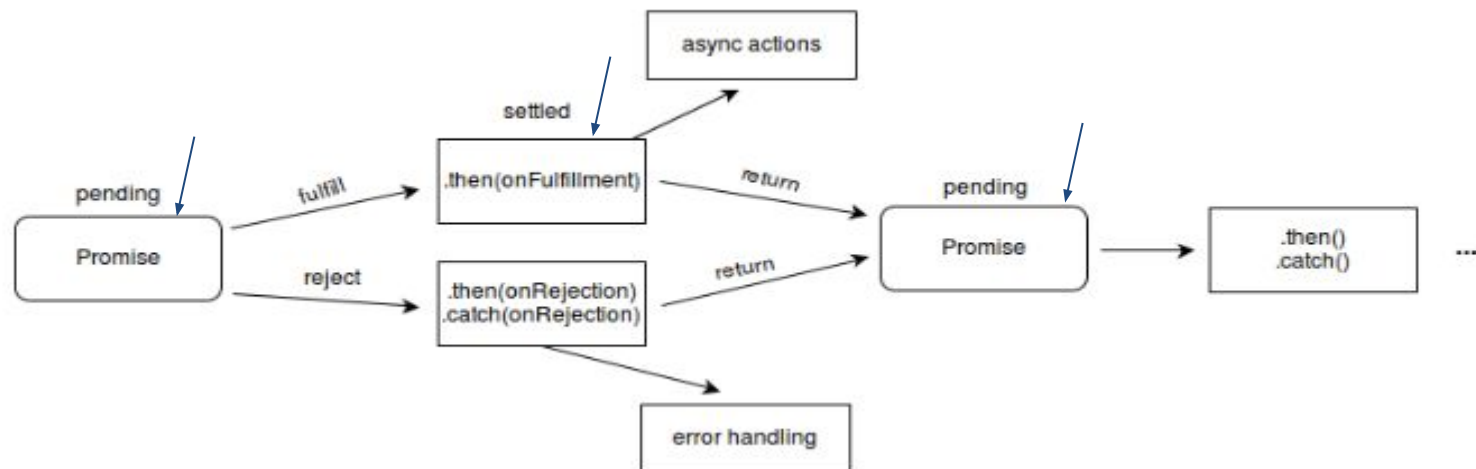 async actions
settled
pending
fulfill
.then(onFulfillment)
return
pending
Promise
reject
.then(onRejection)
.catch(onRejection)
return
Promise
.then()
.catch()
...
error handling